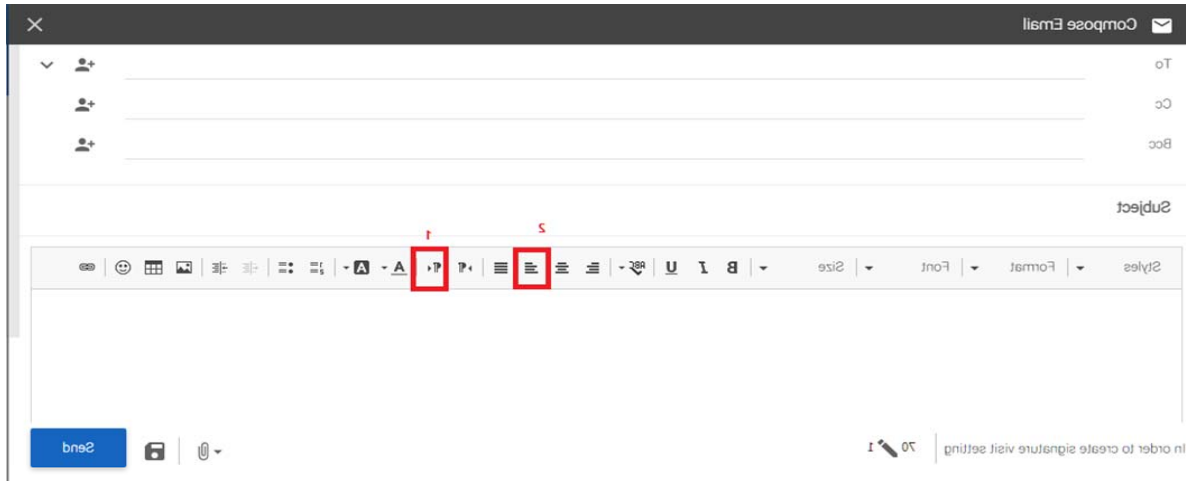 Compose Email
To
Cc
Bcc
Subject
2 1
Styles Format Font Size B I U ABC A A
In order to create signature visit setting 70 1 Send